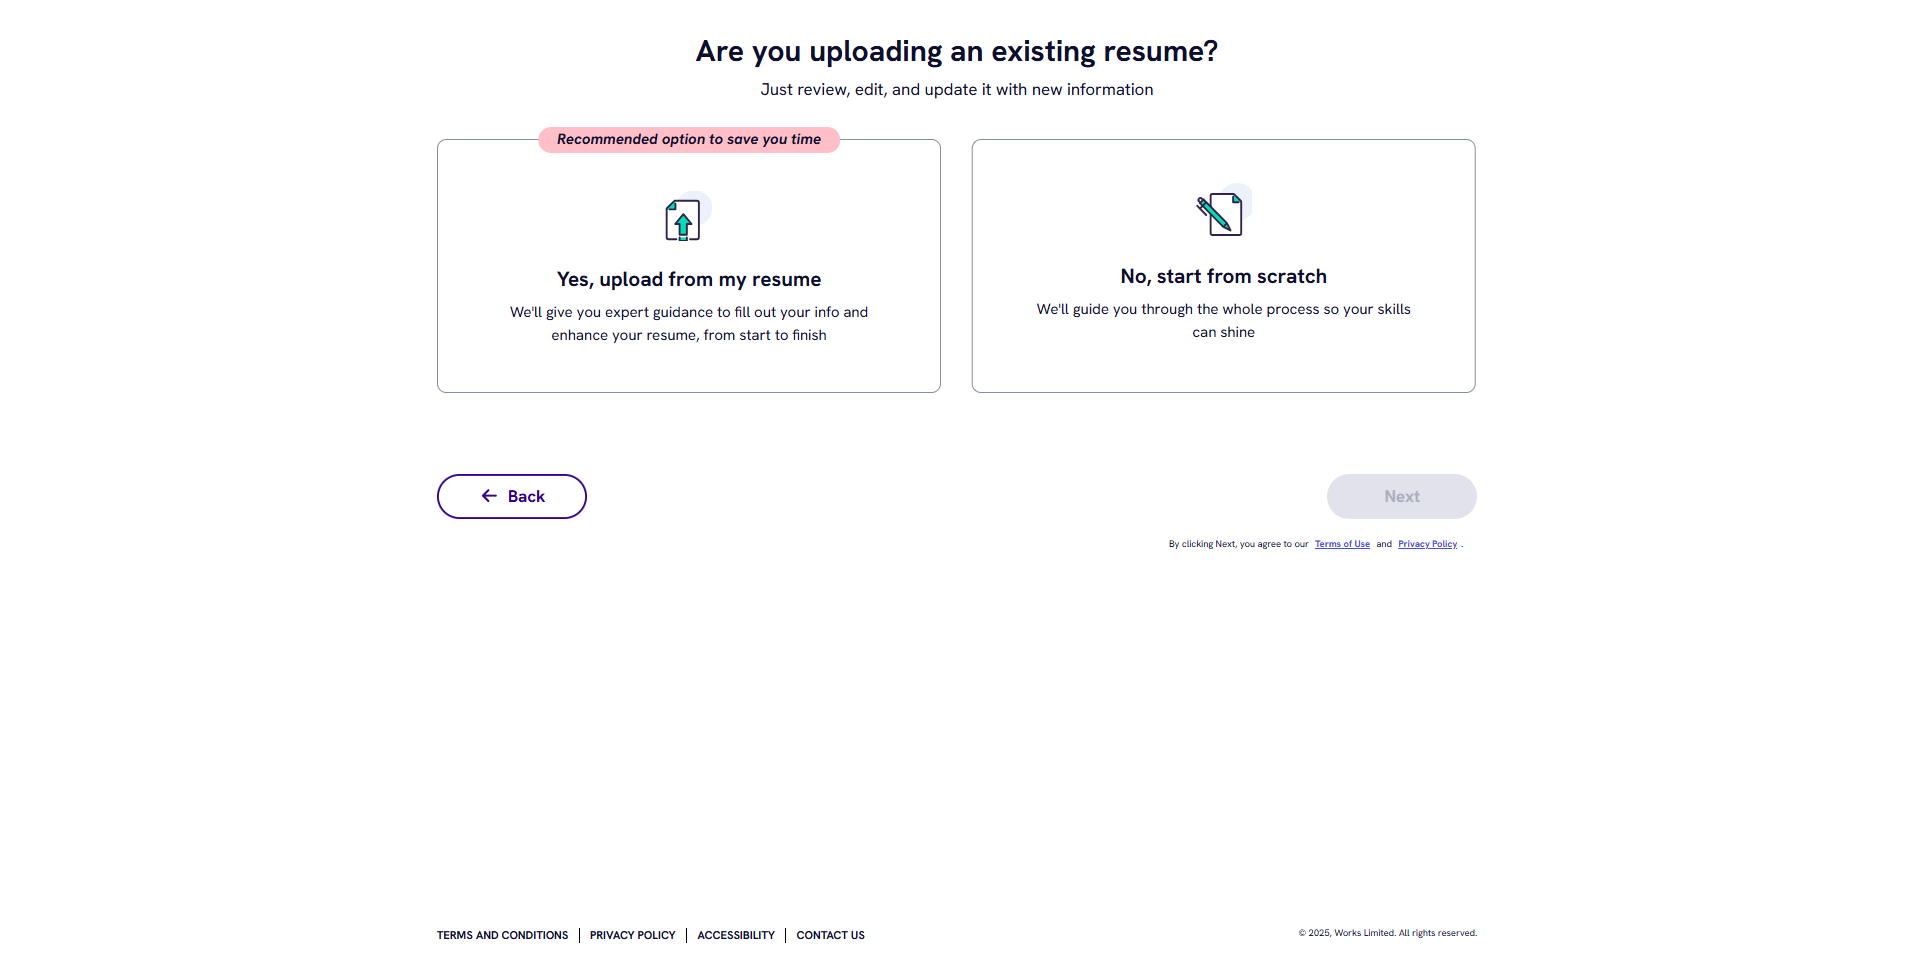 Are you uploading an existing resume?
Just review, edit, and update it with new information
Recommended option to save you time
Yes, upload from my resume
We'll give you expert guidance to fill out your info and
enhance your resume, from start to finish
No, start from scratch
We'll guide you through the whole process so your skills
can shine
Back
Next
By clicking Next, you agree to our Terms of Use and Privacy Policy .
TERMS AND CONDITIONS
PRIVACY POLICY
ACCESSIBILITY
CONTACT US
© 2025, Works Limited. All rights reserved.